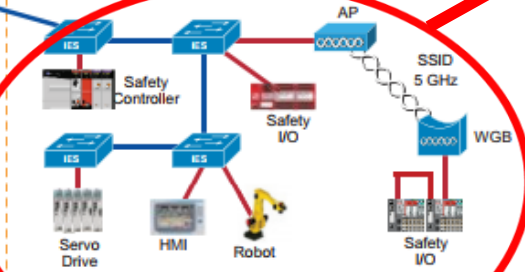 AP
IES
IES
SSID
5 GHz
Safety
Controller
Safety
I/O
WGB
IES
IES
Servo
Drive
HMI
Robot
Safety
I/O